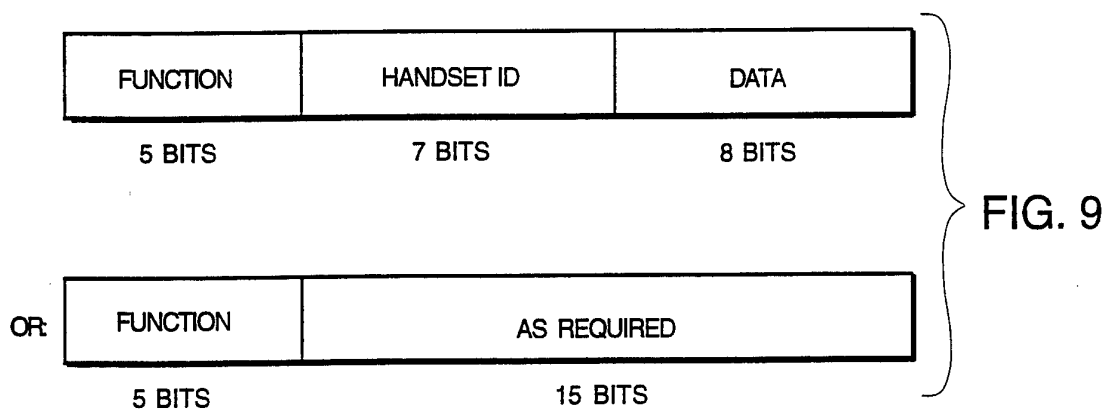 FUNCTION HANDSET ID DATA
5 BITS 7 BITS 8 BITS
FIG. 9
OR: FUNCTION AS REQUIRED
5 BITS 15 BITS